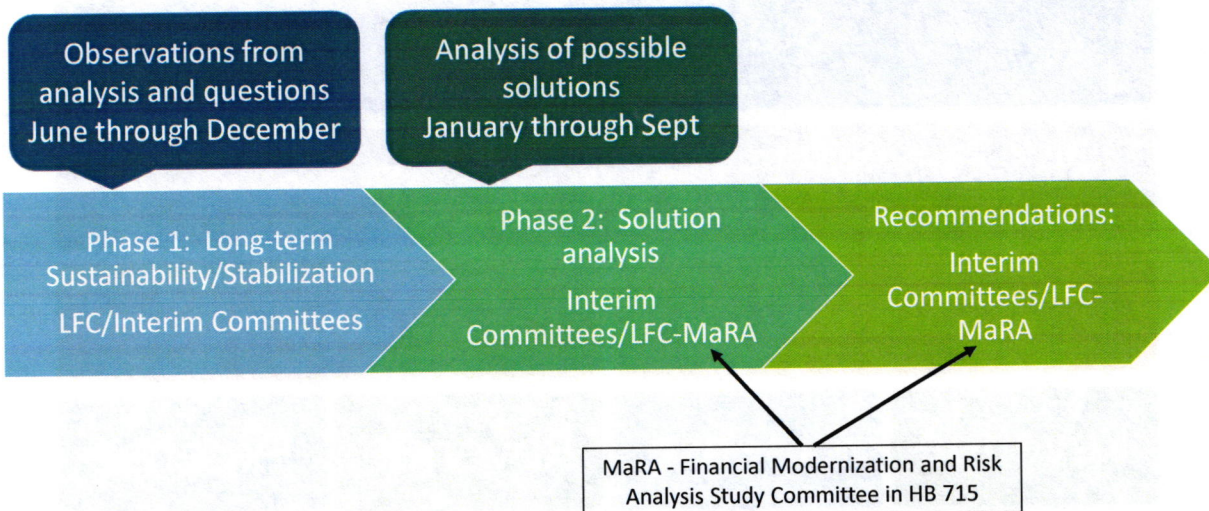 Observations from
analysis and questions
June through December
Analysis of possible
solutions
January through Sept
Phase 1: Long-term
Sustainability/Stabilization
LFC/Interim Committees
Phase 2: Solution
analysis
Interim
Committees/LFC-MaRA
Recommendations:
Interim
Committees/LFC-
MaRA
MaRA - Financial Modernization and Risk
Analysis Study Committee in HB 715